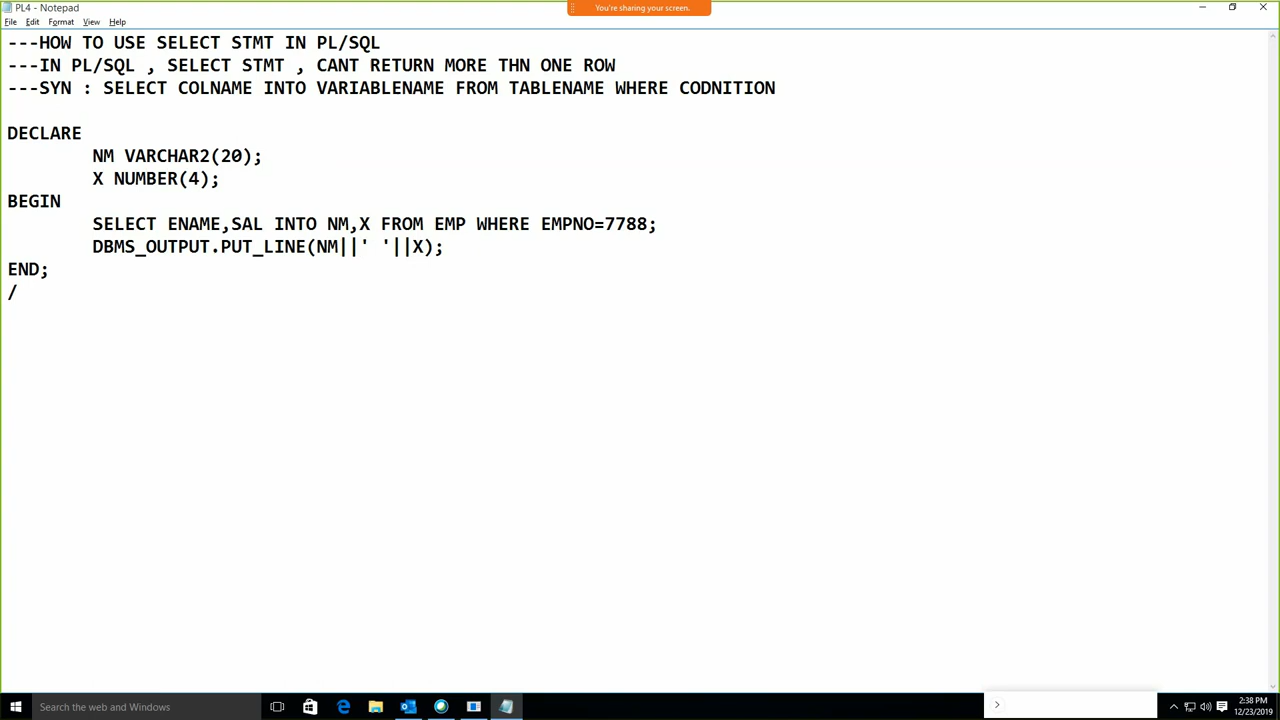 PL4 - Notepad
You're sharing your screen.
File Edit Format View Help
---HOW TO USE SELECT STMT IN PL/SQL
---IN PL/SQL , SELECT STMT , CANT RETURN MORE THN ONE ROW
---SYN : SELECT COLNAME INTO VARIABLENAME FROM TABLENAME WHERE CODNITION
DECLARE
NM VARCHAR2(20);
X NUMBER(4);
BEGIN
SELECT ENAME,SAL INTO NM,X FROM EMP WHERE EMPNO=7788;
DBMS_OUTPUT.PUT_LINE(NM||' '||X);
END;
/
Search the web and Windows
2:38 PM
12/23/2019